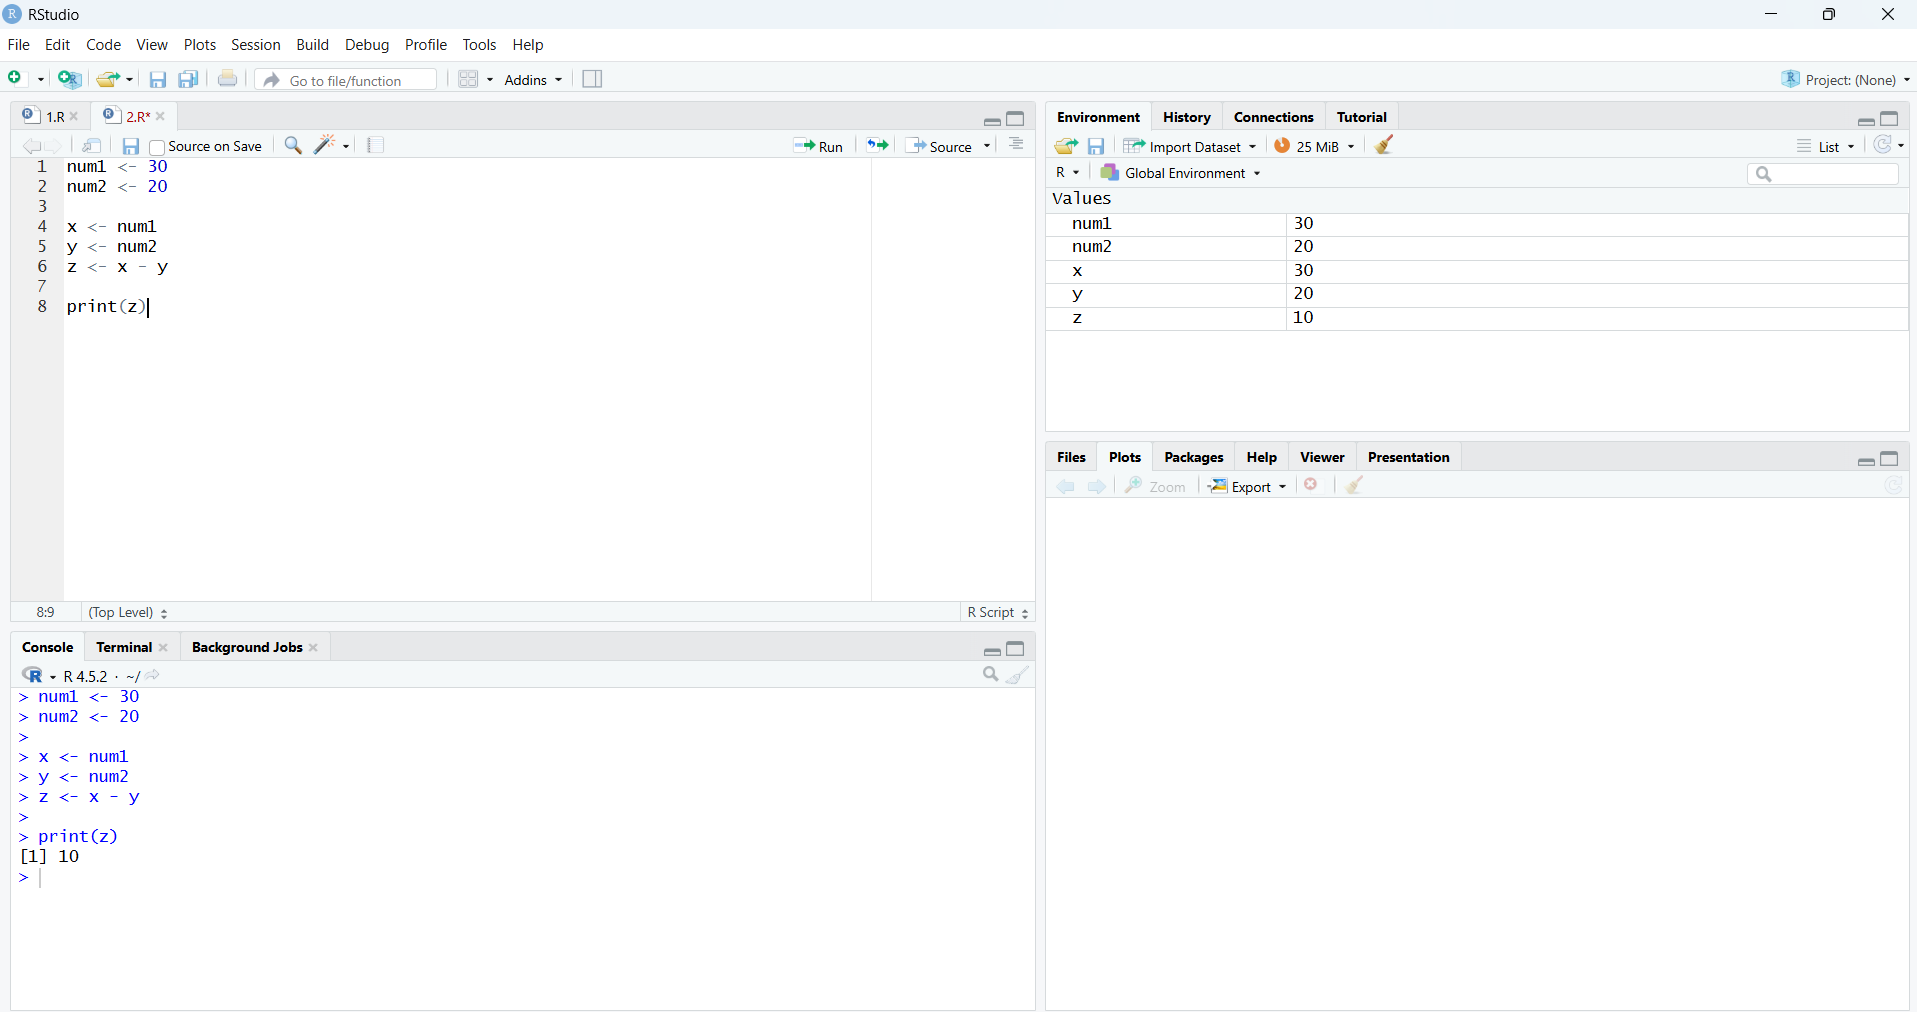 RStudio
File Edit Code View Plots Session Build Debug Profile Tools Help
Go to file/function Addins Project: (None)
1.R 2.R*
Source on Save Run Source
1 num1 <- 30
2 num2 <- 20
3
4 x <- num1
5 y <- num2
6 z <- x - y
7
8 print(z)
8:9 (Top Level) R Script
Console Terminal Background Jobs
R 4.5.2 · ~/
> num1 <- 30
> num2 <- 20
>
> x <- num1
> y <- num2
> z <- x - y
>
> print(z)
[1] 10
>
Environment History Connections Tutorial
Import Dataset 25 MiB List
R Global Environment
Values
num1 30
num2 20
x 30
y 20
z 10
Files Plots Packages Help Viewer Presentation
Zoom Export